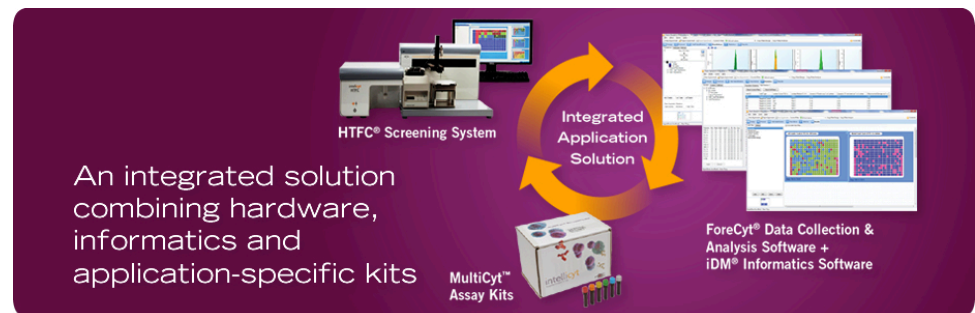 HTFC® Screening System
Integrated
Application
Solution
An integrated solution
combining hardware,
informatics and
application-specific kits
MultiCyt™
Assay Kits
intellicyt
ForeCyt® Data Collection &
Analysis Software +
iDM® Informatics Software